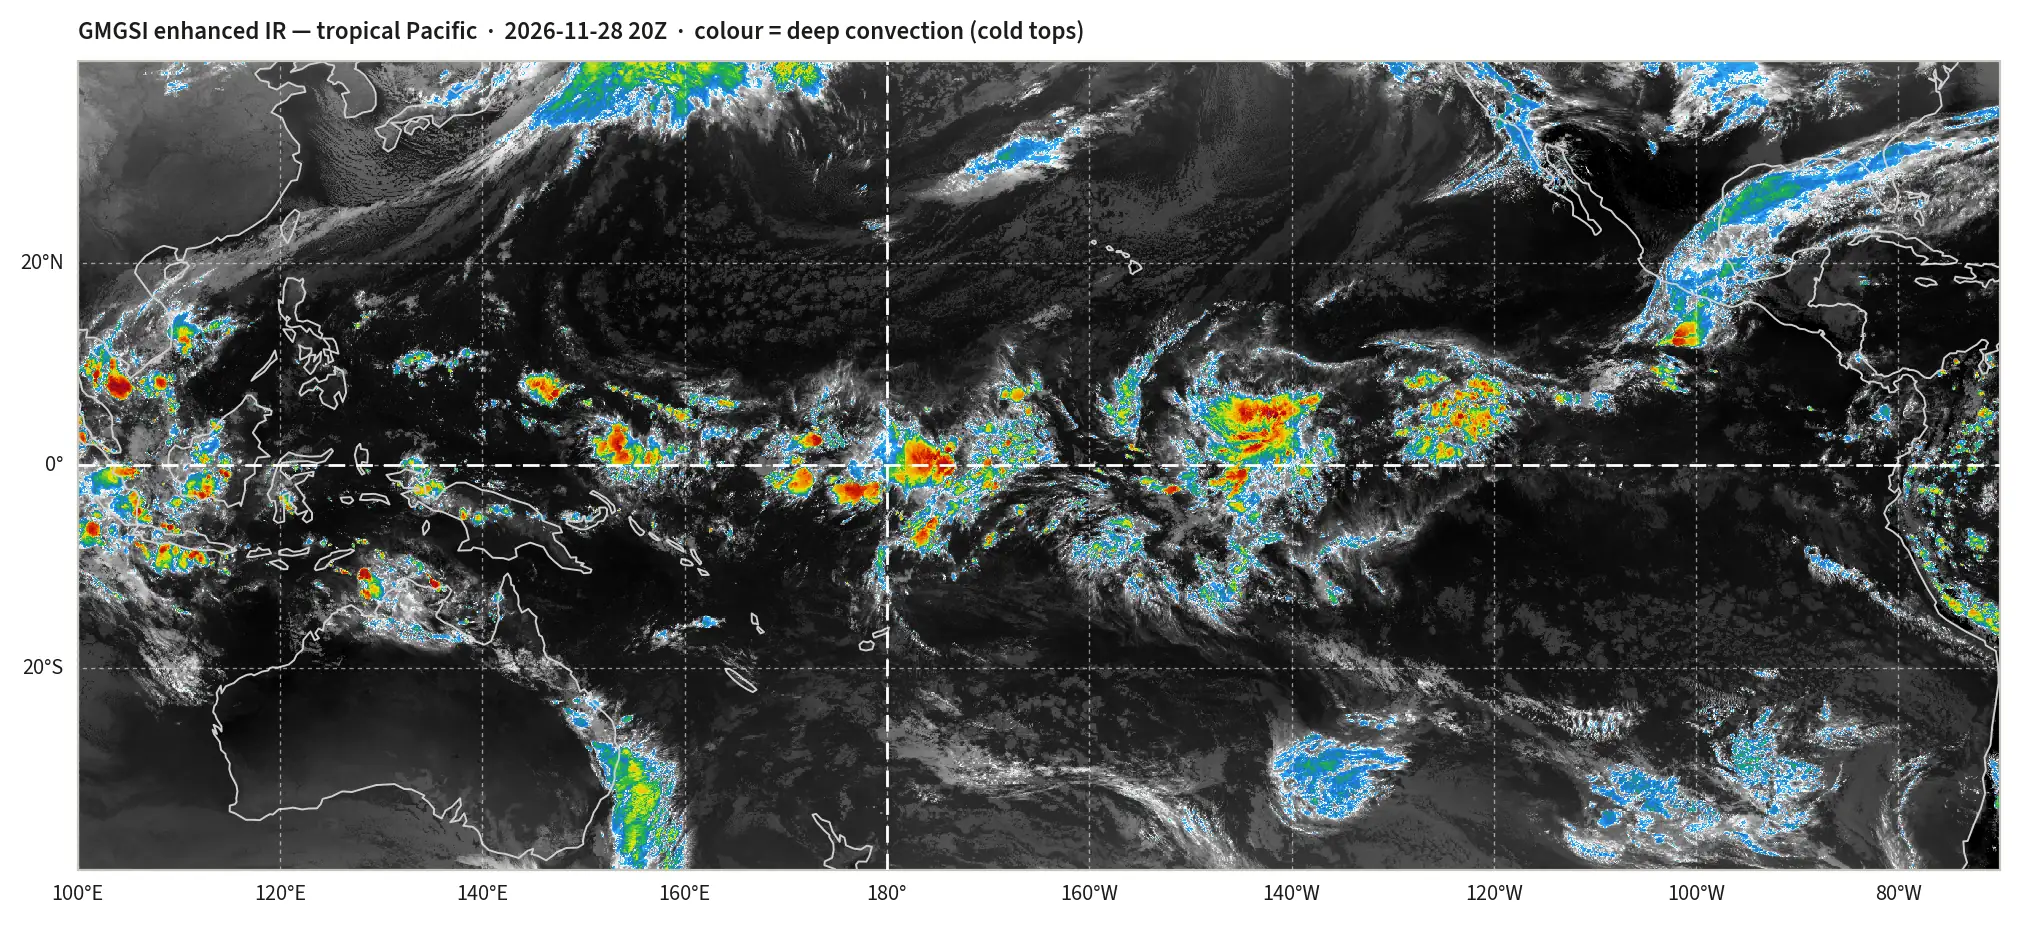 GMGSI enhanced IR — tropical Pacific · 2026-11-28 20Z · colour = deep convection (cold tops)
20°N
0°
20°S
100°E 120°E 140°E 160°E 180° 160°W 140°W 120°W 100°W 80°W